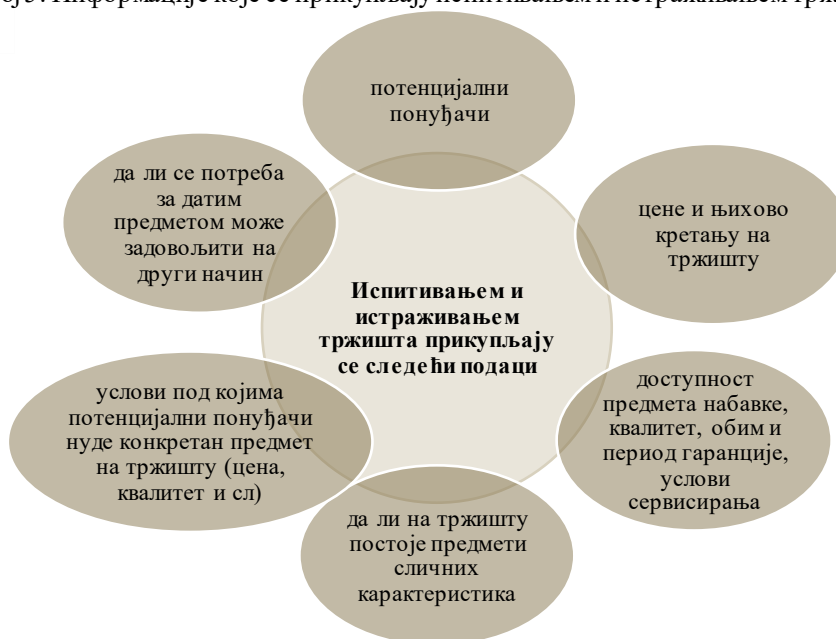 Информације које се прикупљају испитивањем и истраживањем
потенцијални
понуђачи
цене и њихово
кретању на
тржишту
доступност
предмета набавке,
квалитет, обим и
период гаранције,
услови
сервисирања
да ли на тржишту
постоје предмети
сличних
карактеристика
услови под којима
потенцијални понуђачи
нуде конкретан предмет
на тржишту (цена,
квалитет и сл)
да ли се потреба
за датим
предметом може
задовољити на
други начин
Испитивањем и
истраживањем
тржишта прикупљају
се следећи подаци